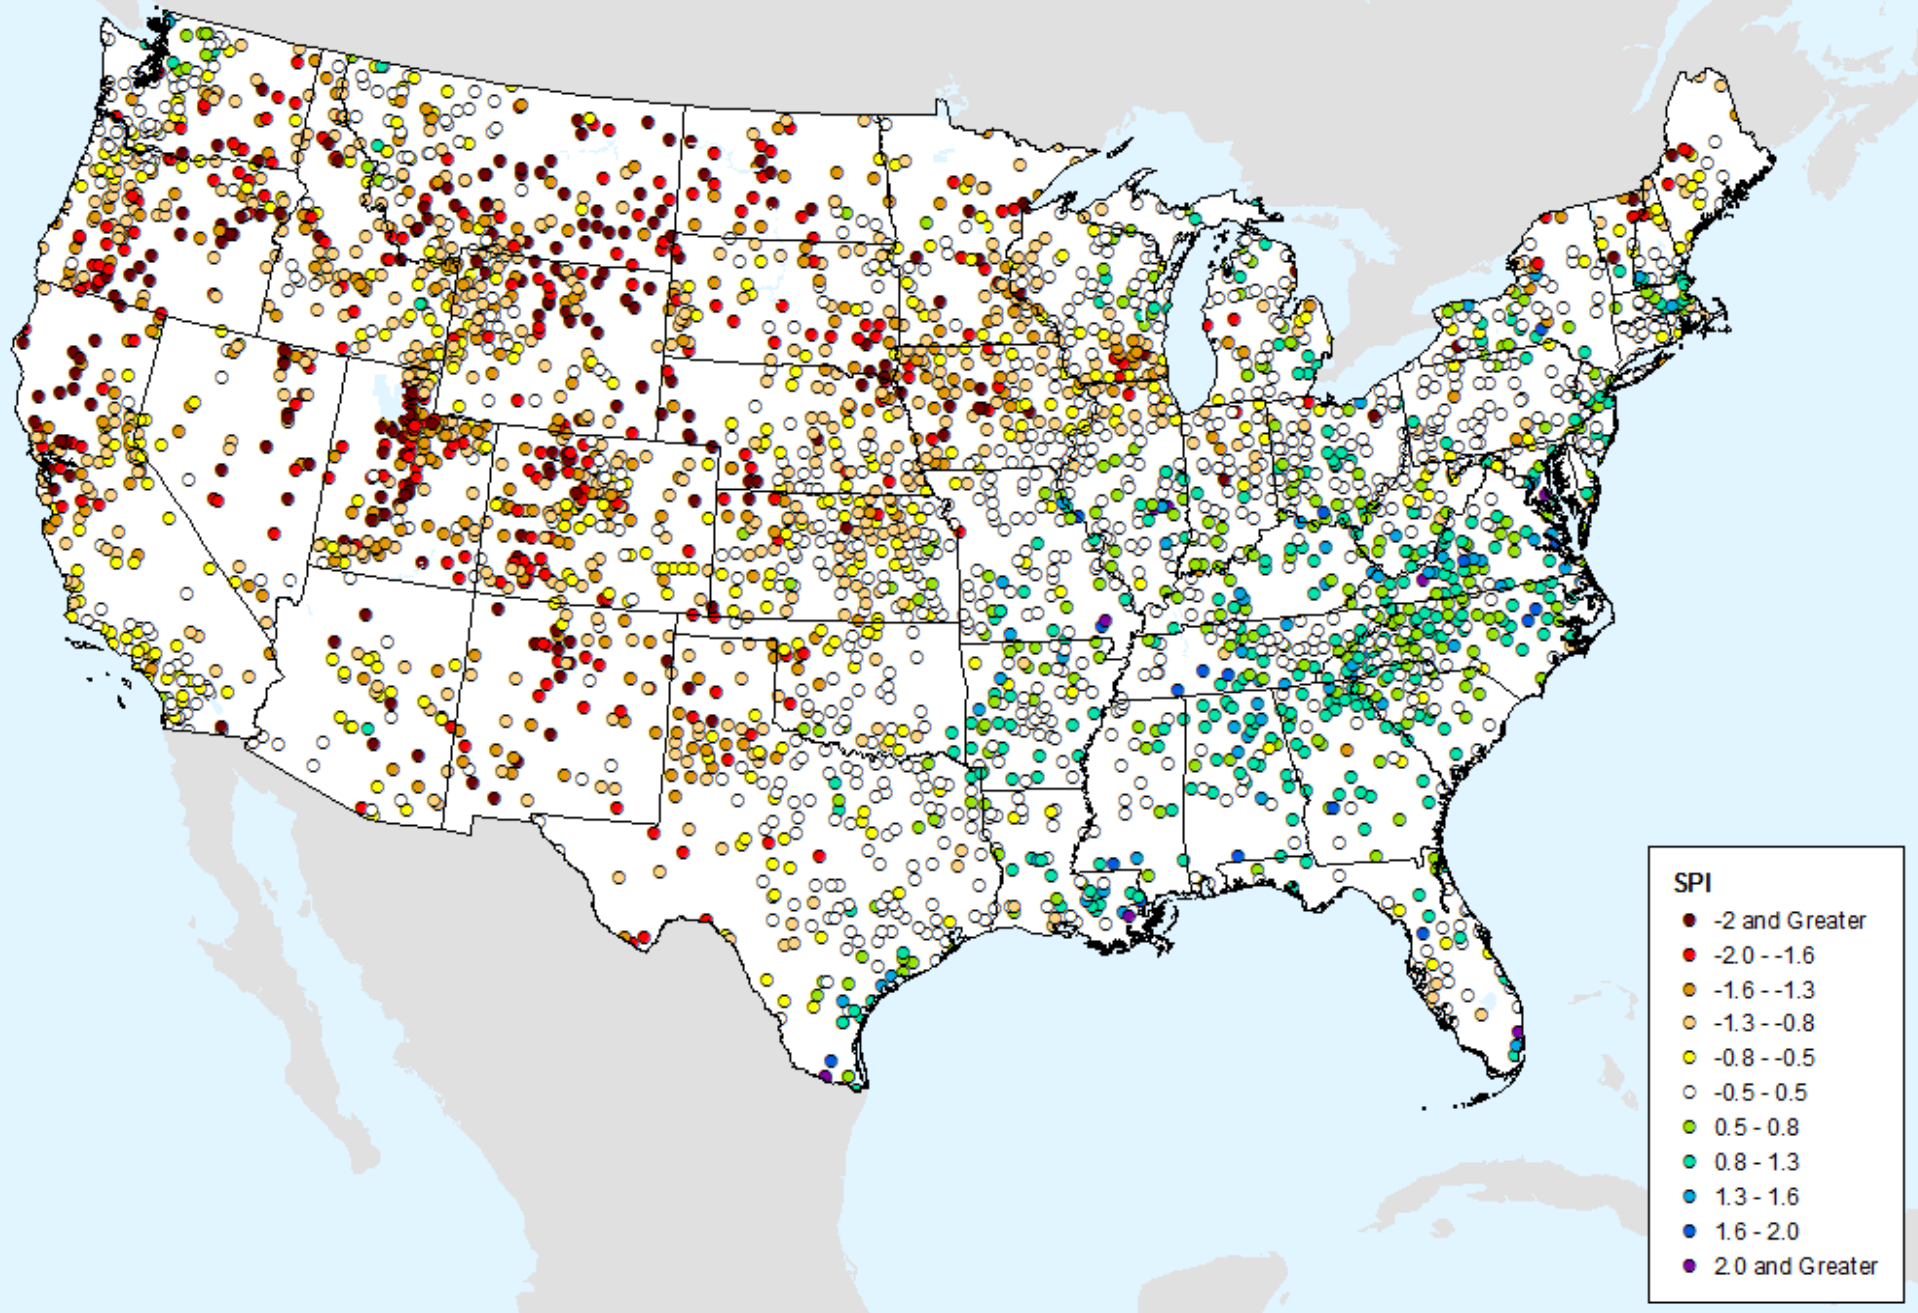 SPI
-2 and Greater
-2.0 - -1.6
-1.6 - -1.3
-1.3 - -0.8
-0.8 - -0.5
-0.5 - 0.5
0.5 - 0.8
0.8 - 1.3
1.3 - 1.6
1.6 - 2.0
2.0 and Greater